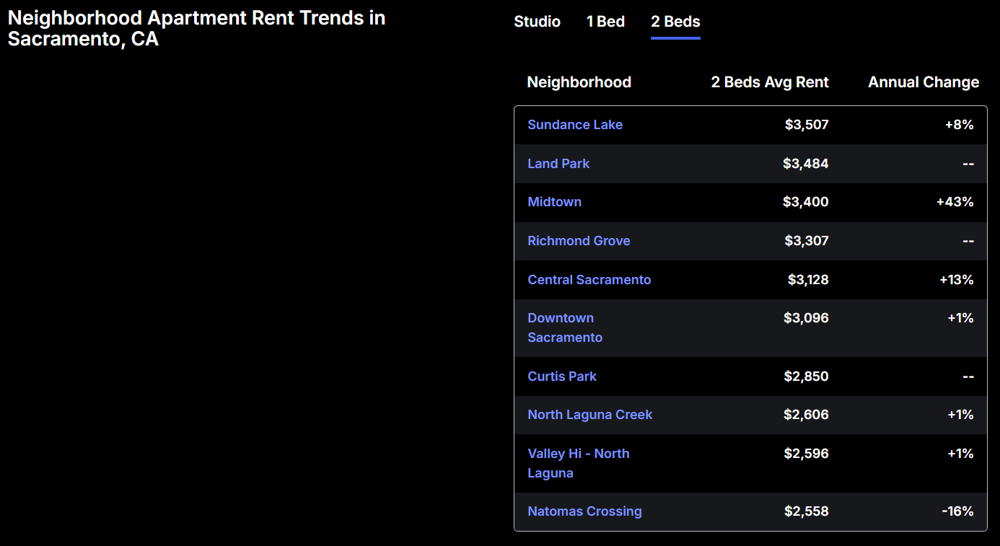 Neighborhood Apartment Rent Trends in
Sacramento, CA
Studio 1 Bed 2 Beds
Neighborhood 2 Beds Avg Rent Annual Change
Sundance Lake $3,507 +8%
Land Park $3,484 --
Midtown $3,400 +43%
Richmond Grove $3,307 --
Central Sacramento $3,128 +13%
Downtown $3,096 +1%
Sacramento
Curtis Park $2,850 --
North Laguna Creek $2,606 +1%
Valley Hi - North $2,596 +1%
Laguna
Natomas Crossing $2,558 -16%